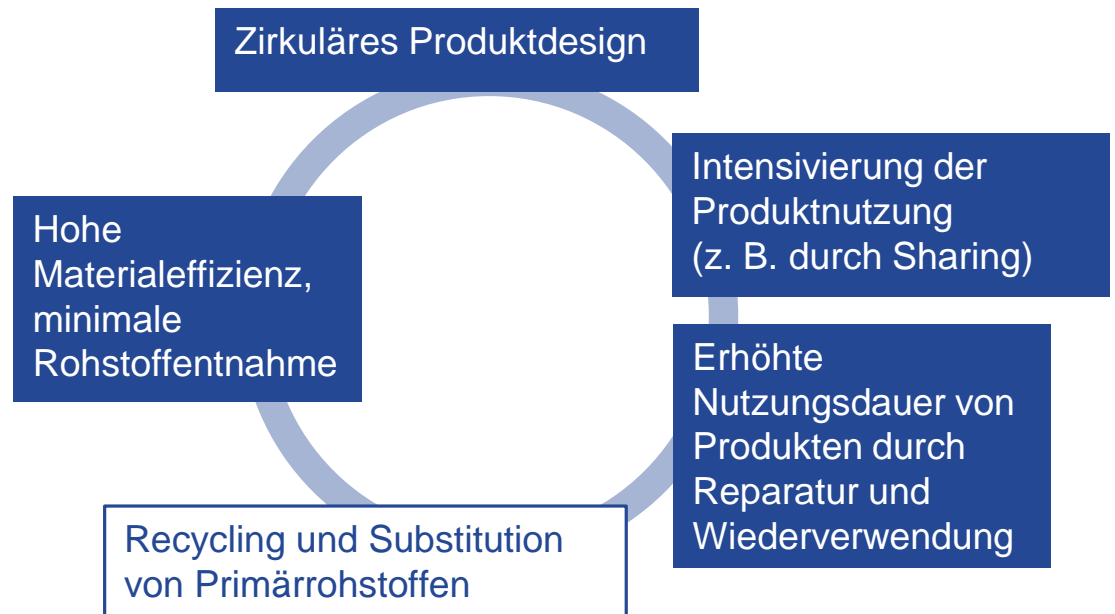 Zirkuläres Produktdesign
Intensivierung der
Produktnutzung
(z. B. durch Sharing)
Erhöhte
Nutzungsdauer von
Produkten durch
Reparatur und
Wiederverwendung
Recycling und Substitution
von Primärrohstoffen
Hohe
Materialeffizienz,
minimale
Rohstoffentnahme